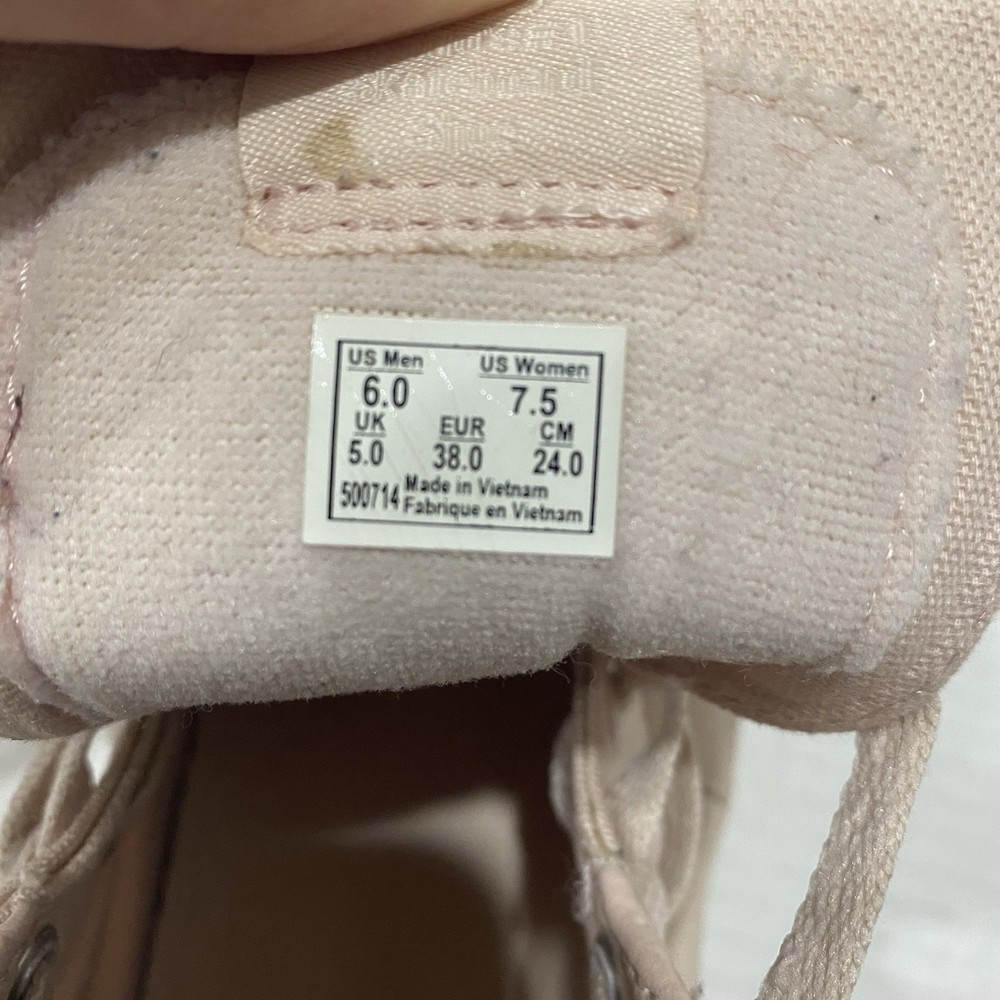 US Men US Women
6.0 7.5
UK EUR CM
5.0 38.0 24.0
500714 Made in Vietnam
Fabrique en Vietnam